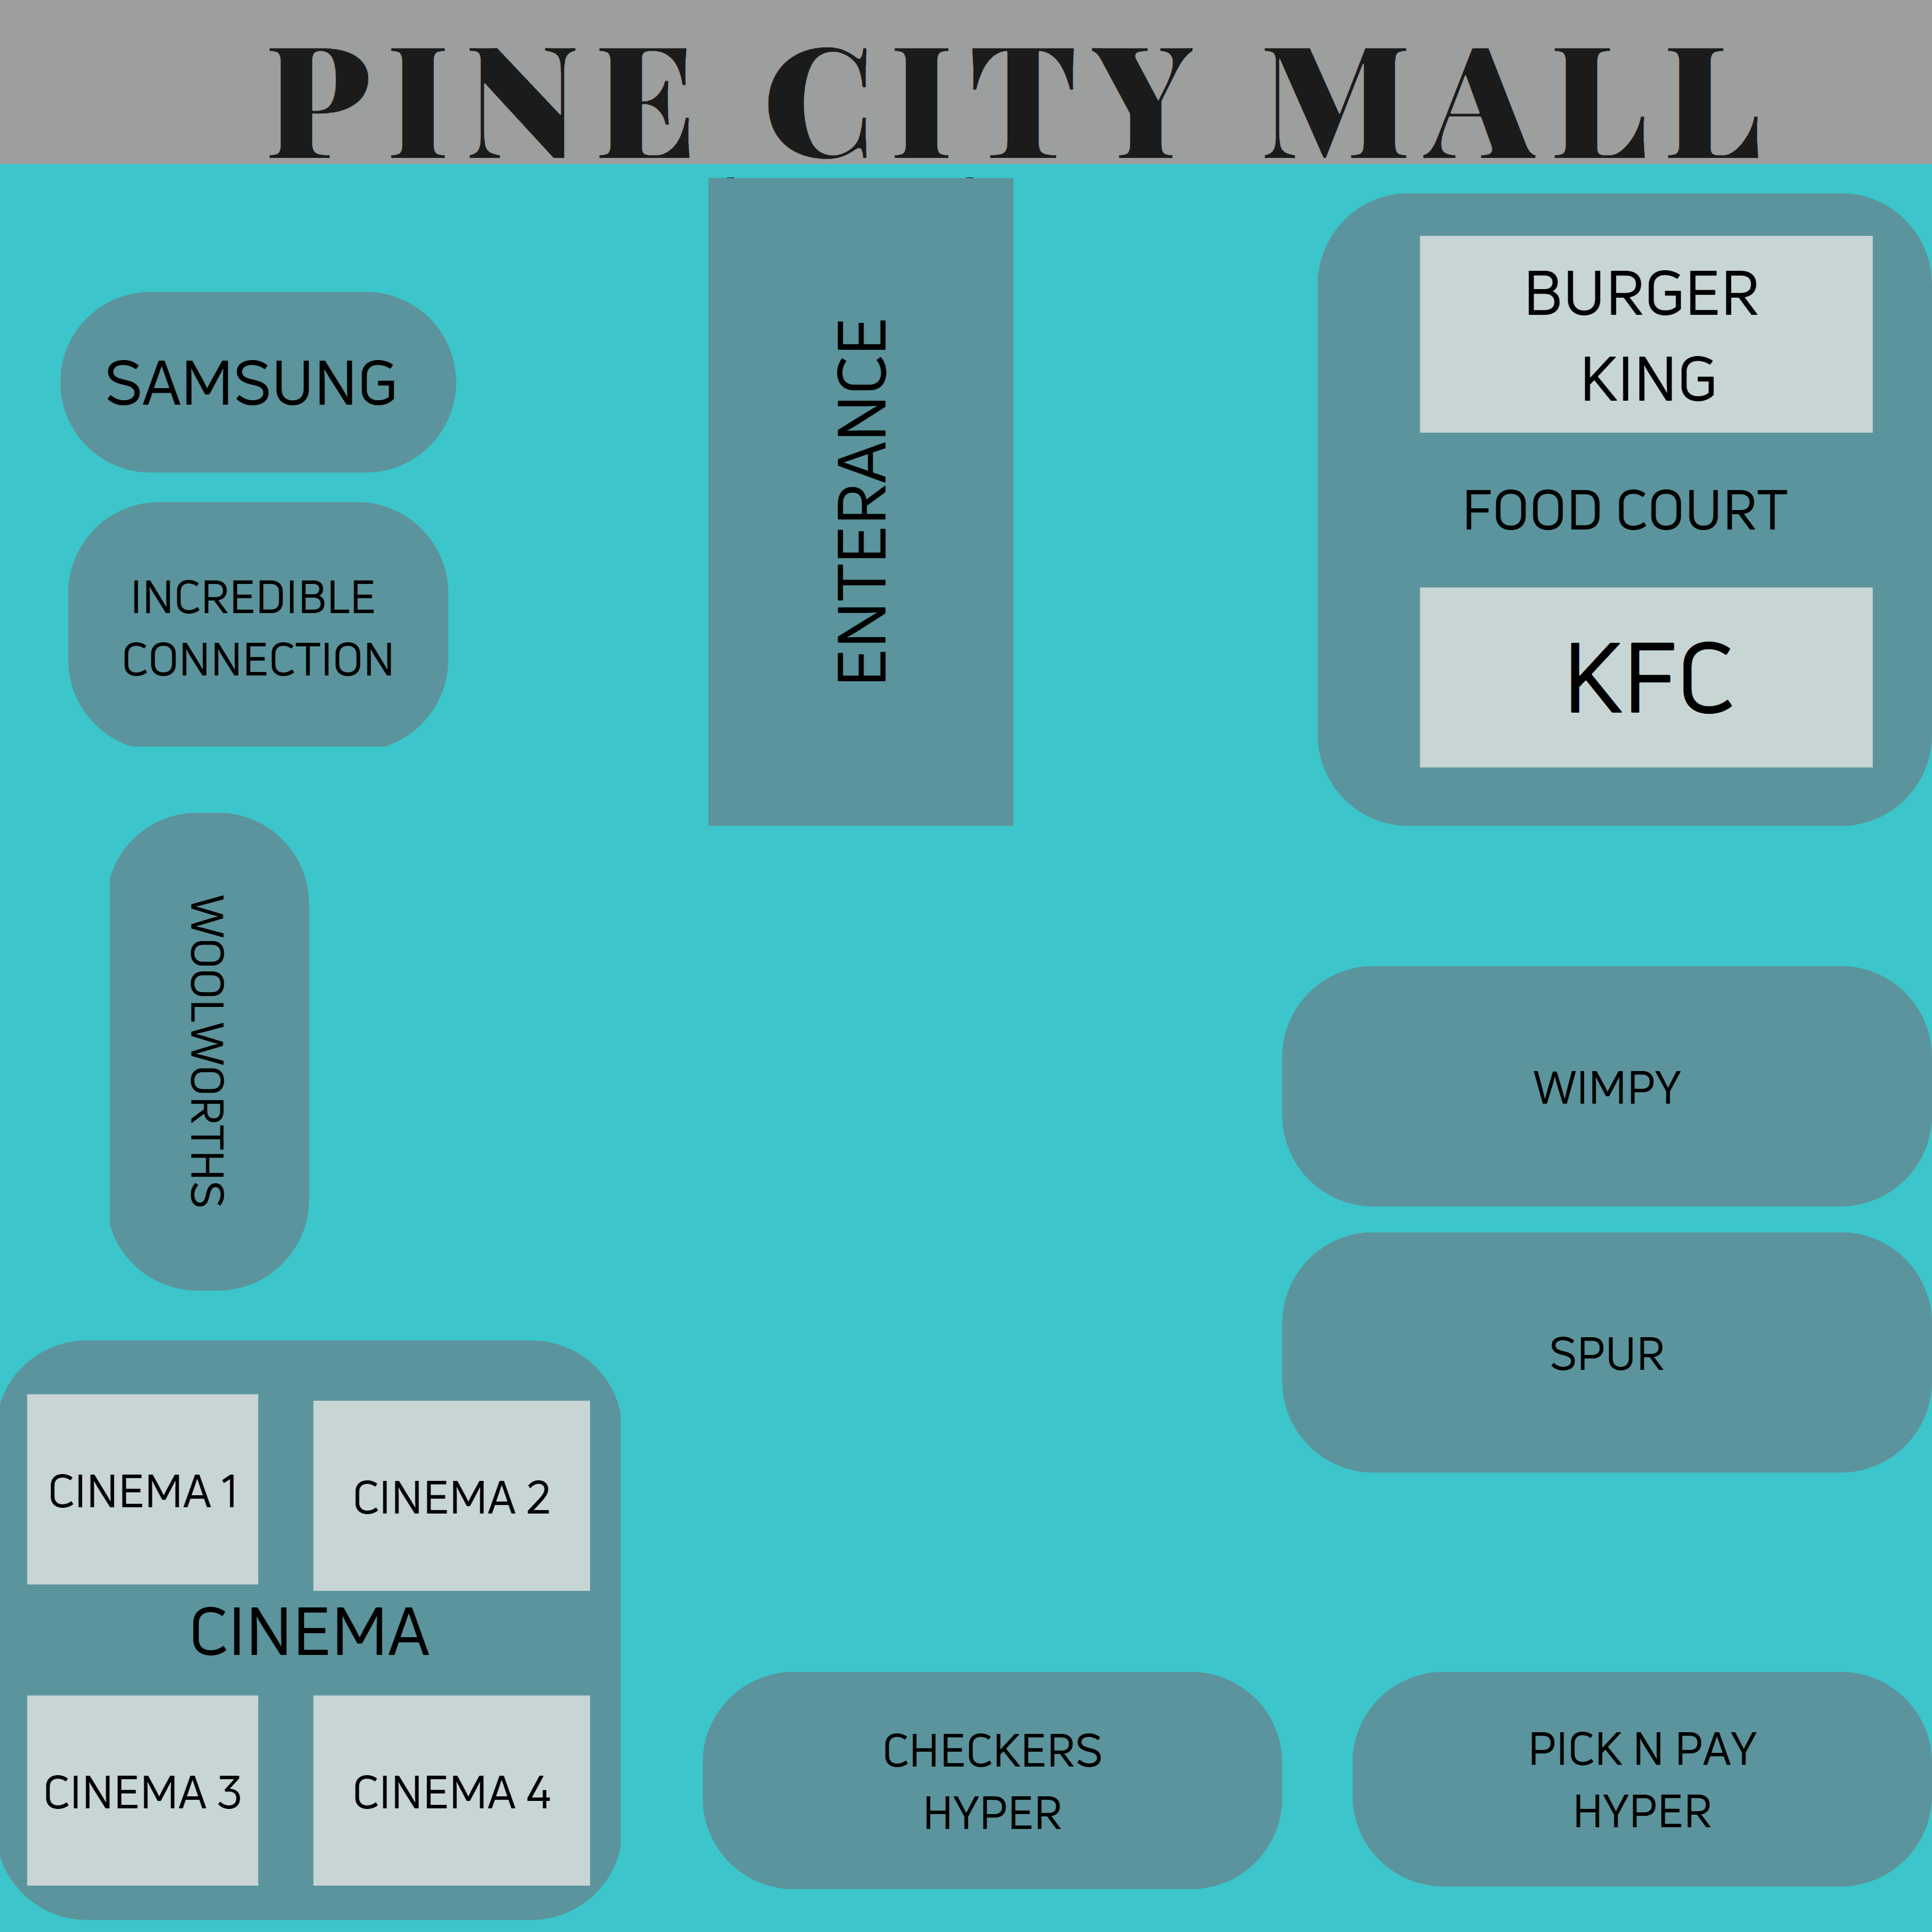 PINE CITY MALL
SAMSUNG
INCREDIBLE
CONNECTION
WOOLWORTHS
ENTERANCE
BURGER
KING
FOOD COURT
KFC
WIMPY
SPUR
CINEMA 1
CINEMA 2
CINEMA
CINEMA 3
CINEMA 4
CHECKERS
HYPER
PICK N PAY
HYPER